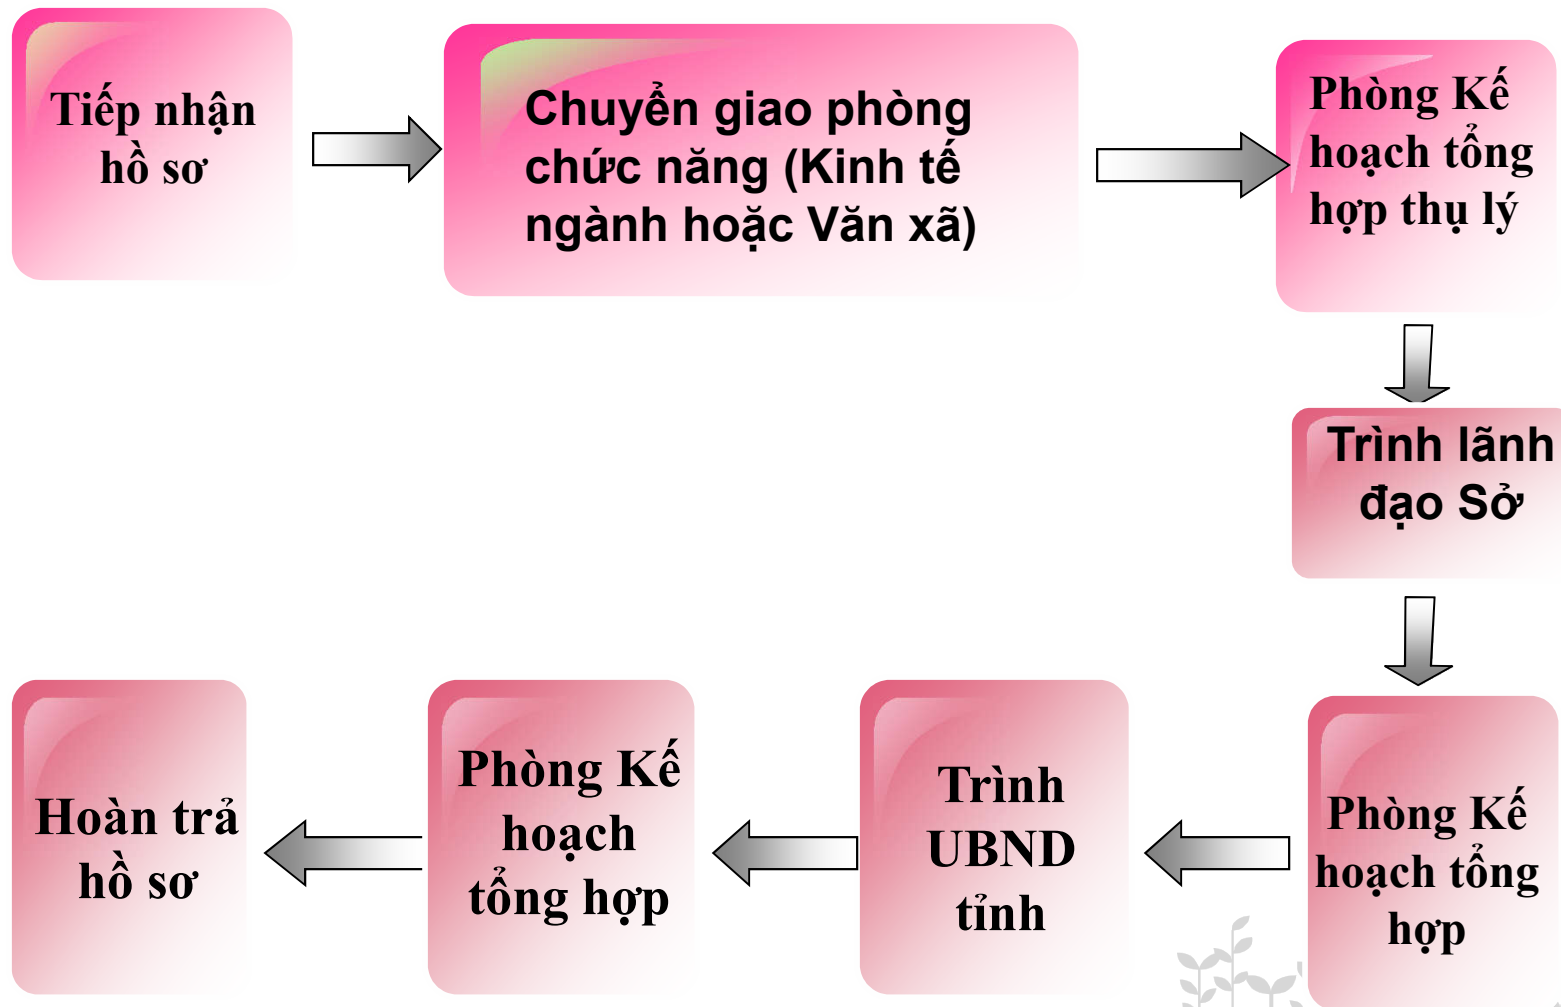 Tiếp nhận
hồ sơ
Chuyển giao phòng
chức năng (Kinh tế
ngành hoặc Văn xã)
Phòng Kế
hoạch tổng
hợp thụ lý
Trình lãnh
đạo Sở
Phòng Kế
hoạch tổng
hợp
Trình
UBND
tỉnh
Phòng Kế
hoạch
tổng hợp
Hoàn trả
hồ sơ